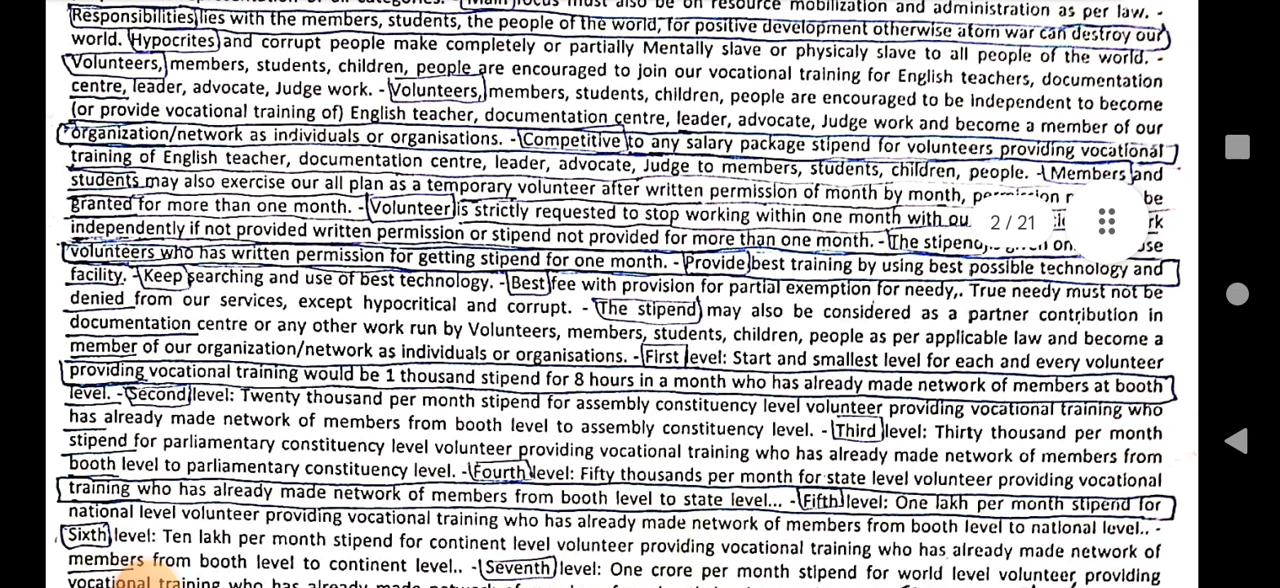 focus must also be on resource mobilization and administration as per law. -
Responsibilities lies with the members, students, the people of the world, for positive development otherwise atom war can destroy our
world. Hypocrites and corrupt people make completely or partially Mentally slave or physicaly slave to all people of the world. -
Volunteers, members, students, children, people are encouraged to join our vocational training for English teachers, documentation
centre, leader, advocate, Judge work. - Volunteers, members, students, children, people are encouraged to be Independent to become
(or provide vocational training of) English teacher, documentation centre, leader, advocate, Judge work and become a member of our
organization/network as individuals or organisations. - Competitive to any salary package stipend for volunteers providing vocational
training of English teacher, documentation centre, leader, advocate, Judge to members, students, children, people. - Members and
students may also exercise our all plan as a temporary volunteer after written permission of month by month, be
granted for more than one month. - Volunteer is strictly requested to stop working within one month with
independently if not provided written permission or stipend not provided for more than one month. - The
2 / 21
volunteers who has written permission for getting stipend for one month. - Provide best training by using best possible technology and
facility. - Keep searching and use of best technology. - Best fee with provision for partial exemption for needy,. True needy must not be
denied from our services, except hypocritical and corrupt. - The stipend may also be considered as a partner contribution in
documentation centre or any other work run by Volunteers, members, students, children, people as per applicable law and become a
member of our organization/network as individuals or organisations. - First level: Start and smallest level for each and every volunteer
providing vocational training would be 1 thousand stipend for 8 hours in a month who has already made network of members at booth
level. - Second level: Twenty thousand per month stipend for assembly constituency level volunteer providing vocational training who
has already made network of members from booth level to assembly constituency level. - Third level: Thirty thousand per month
stipend for parliamentary constituency level volunteer providing vocational training who has already made network of members from
booth level to parliamentary constituency level. - Fourth level: Fifty thousands per month for state level volunteer providing vocational
training who has already made network of members from booth level to state level... - Fifth level: One lakh per month stipend for
national level volunteer providing vocational training who has already made network of members from booth level to national level.. -
Sixth level: Ten lakh per month stipend for continent level volunteer providing vocational training who has already made network of
members from booth level to continent level.. - Seventh level: One crore per month stipend for world level volunteer providing
vocational training who has already made network of